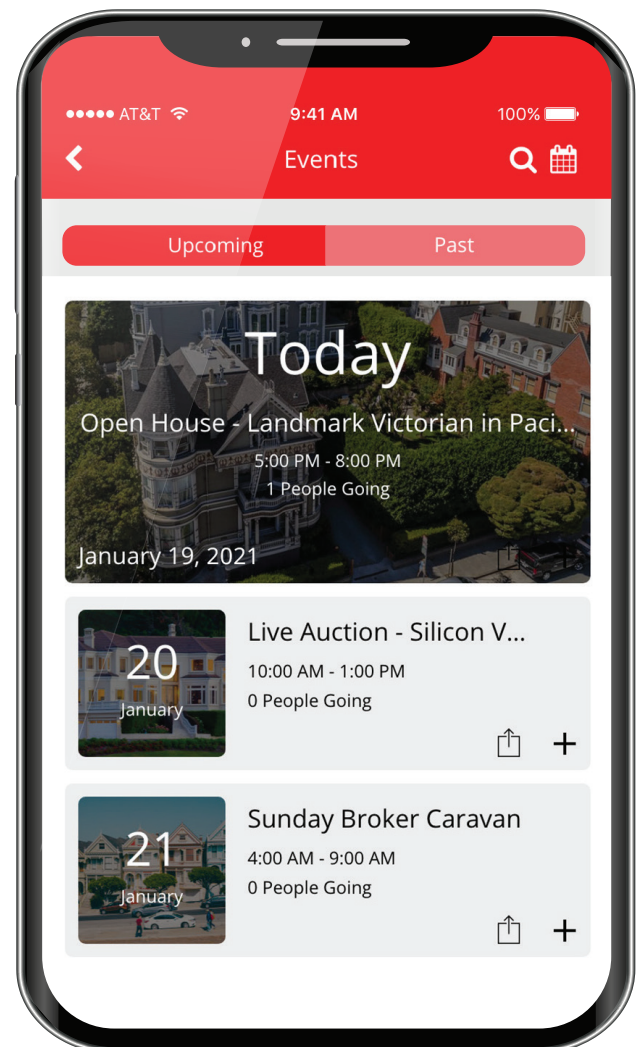 AT&T 9:41 AM 100%
Events
Upcoming Past
Today
Open House - Landmark Victorian in Paci...
5:00 PM - 8:00 PM
1 People Going
January 19, 2021
20
January
Live Auction - Silicon V...
10:00 AM - 1:00 PM
0 People Going
21
January
Sunday Broker Caravan
4:00 AM - 9:00 AM
0 People Going